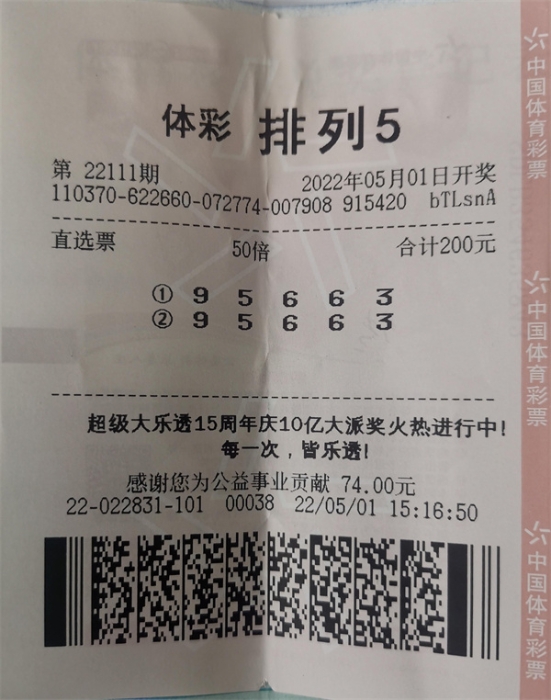 体彩 排列5
第 22111期 2022年05月01日开奖
110370-622660-072774-007908 915420 bTLsnA
直选票 50倍 合计200元
① 9 5 6 6 3
② 9 5 6 6 3
超级大乐透15周年庆10亿大派奖火热进行中!
每一次，皆乐透!
感谢您为公益事业贡献 74.00元
22-022831-101 00038 22/05/01 15:16:50
中国体育彩票
中国体育彩票
中国体育彩票